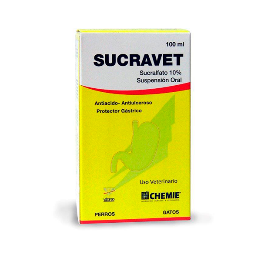 100 ml
SUCRAVET
Sucralfato 10%
Suspensión Oral
Antiácido- Antiulceroso
Protector Gástrico
Uso Veterinario
CHEMIE
PERROS
GATOS